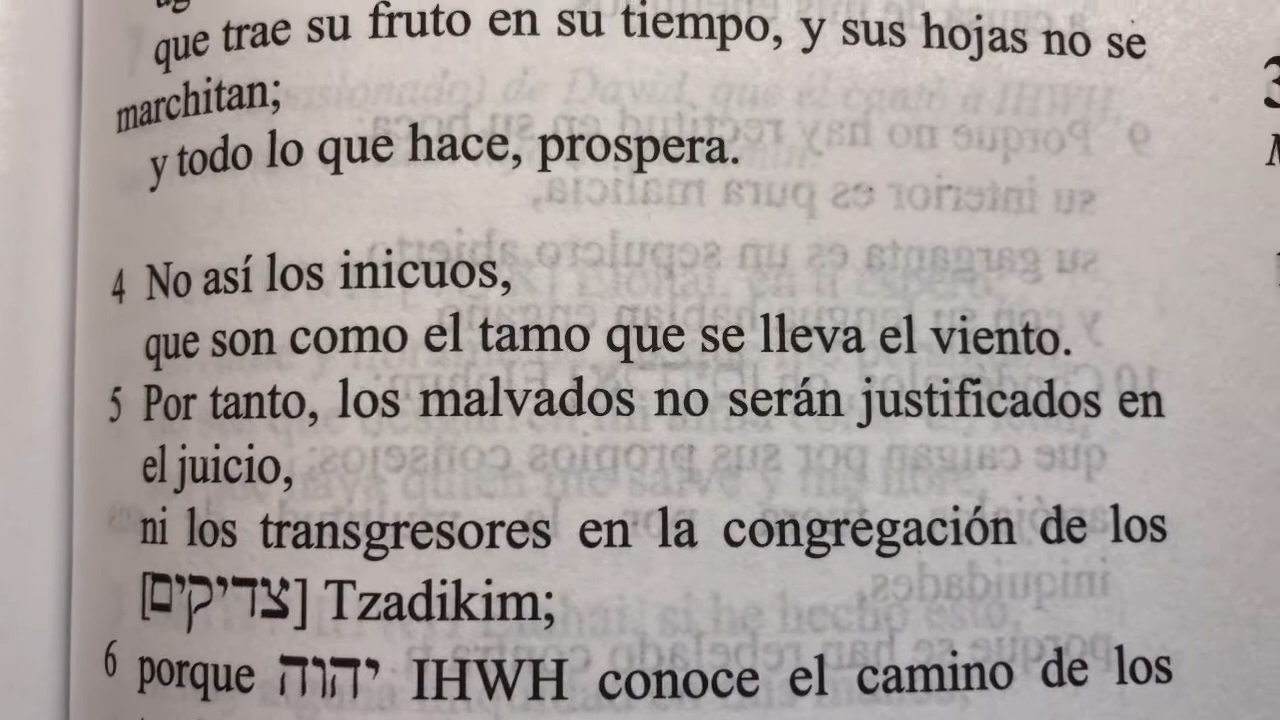 que trae su fruto en su tiempo, y sus hojas no se
marchitan;
y todo lo que hace, prospera.
4 No así los inicuos,
que son como el tamo que se lleva el viento.
5 Por tanto, los malvados no serán justificados en
el juicio,
ni los transgresores en la congregación de los
[צדיקים] Tzadikim;
6 porque יהוה IHWH conoce el camino de los